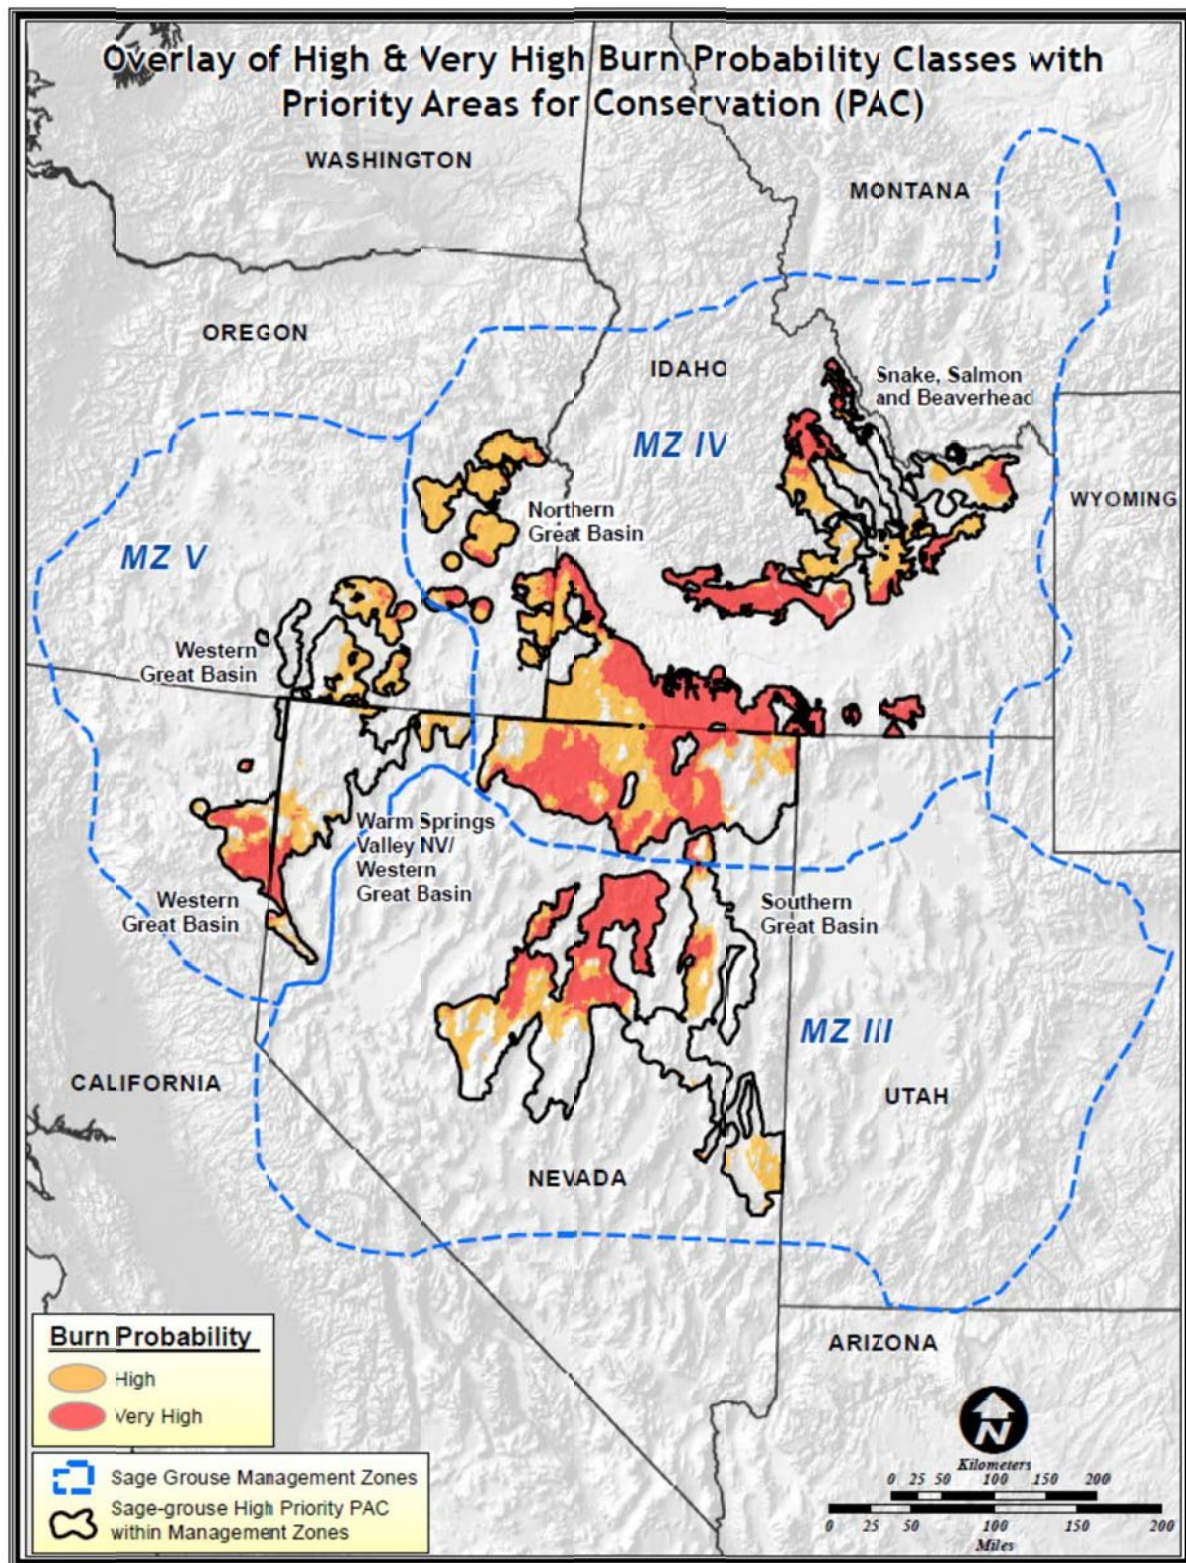 Overlay of High & Very High Burn Probability Classes with
Priority Areas for Conservation (PAC)
WASHINGTON
MONTANA
OREGON
IDAHO
Snake, Salmon
and Beaverhead
MZ IV
WYOMING
Northern
Great Basin
MZ V
Western
Great Basin
Warm Springs
Valley NV/
Western
Great Basin
Western
Great Basin
Southern
Great Basin
MZ III
CALIFORNIA
UTAH
NEVADA
ARIZONA
Burn Probability
High
Very High
Sage Grouse Management Zones
Sage-grouse High Priority PAC
within Management Zones
N
Kilometers
0 25 50 100 150 200
0 25 50 100 150 200
Miles